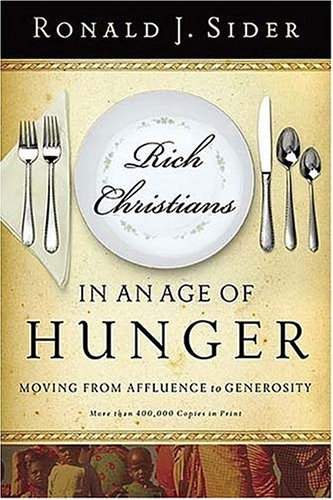 RONALD J. SIDER
Rich
Christians
IN AN AGE OF
HUNGER
MOVING FROM AFFLUENCE to GENEROSITY
More than 400,000 Copies in Print